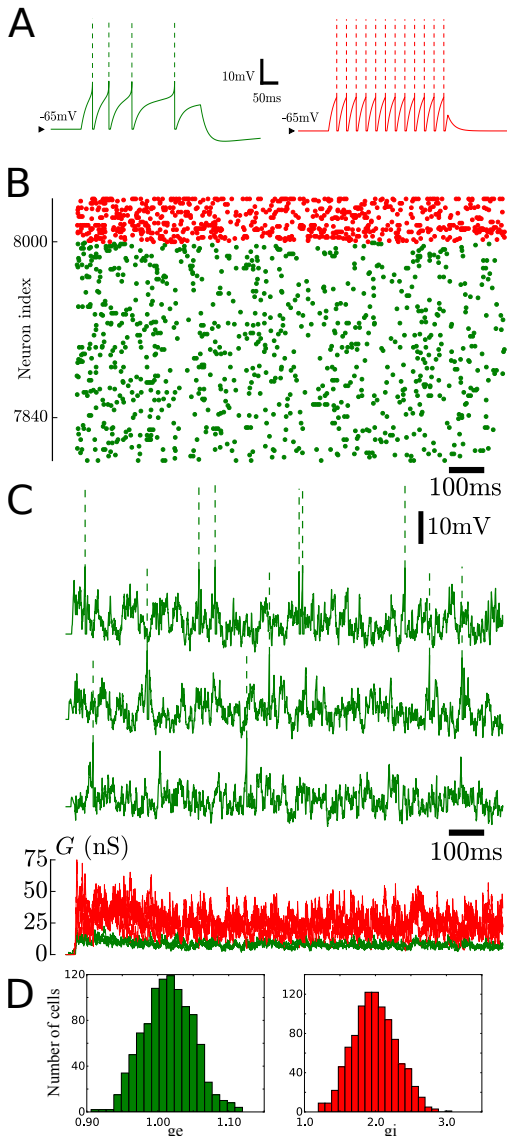 A
10mV
50ms
-65mV
-65mV
B
8000
Neuron index
7840
100ms
C
10mV
100ms
G (nS)
75
50
25
0
D
Number of cells
120
80
40
0
0.90
1.00
1.10
ge
120
80
40
0
1.0
2.0
3.0
gi